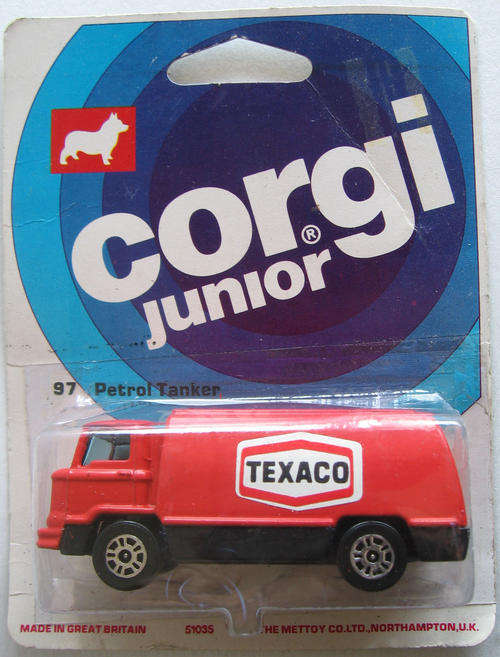 corgi®
junior
97 Petrol Tanker
TEXACO
MADE IN GREAT BRITAIN 51035 THE METTOY CO.LTD.,NORTHAMPTON,U.K.